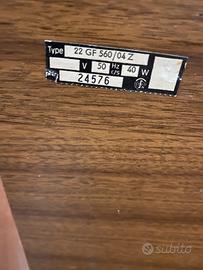 Type 22 GF 560/04 Z
V 50 Hz c/s 40 W
24576
subito